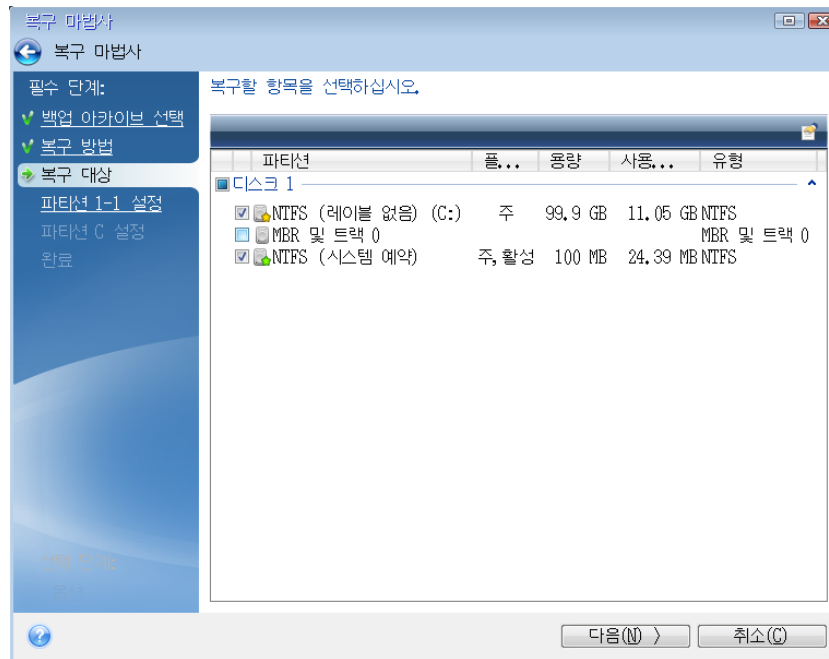 복구 마법사
복구 마법사
필수 단계:
백업 아카이브 선택
복구 방법
복구 대상
파티션 1-1 설정
파티션 C 설정
완료
복구할 항목을 선택하십시오.
파티션 플... 용량 사용... 유형
디스크 1
NTFS (레이블 없음) (C:) 주 99.9 GB 11.05 GB NTFS
MBR 및 트랙 0 MBR 및 트랙 0
NTFS (시스템 예약) 주,활성 100 MB 24.39 MB NTFS
다음(N) > 취소(C)